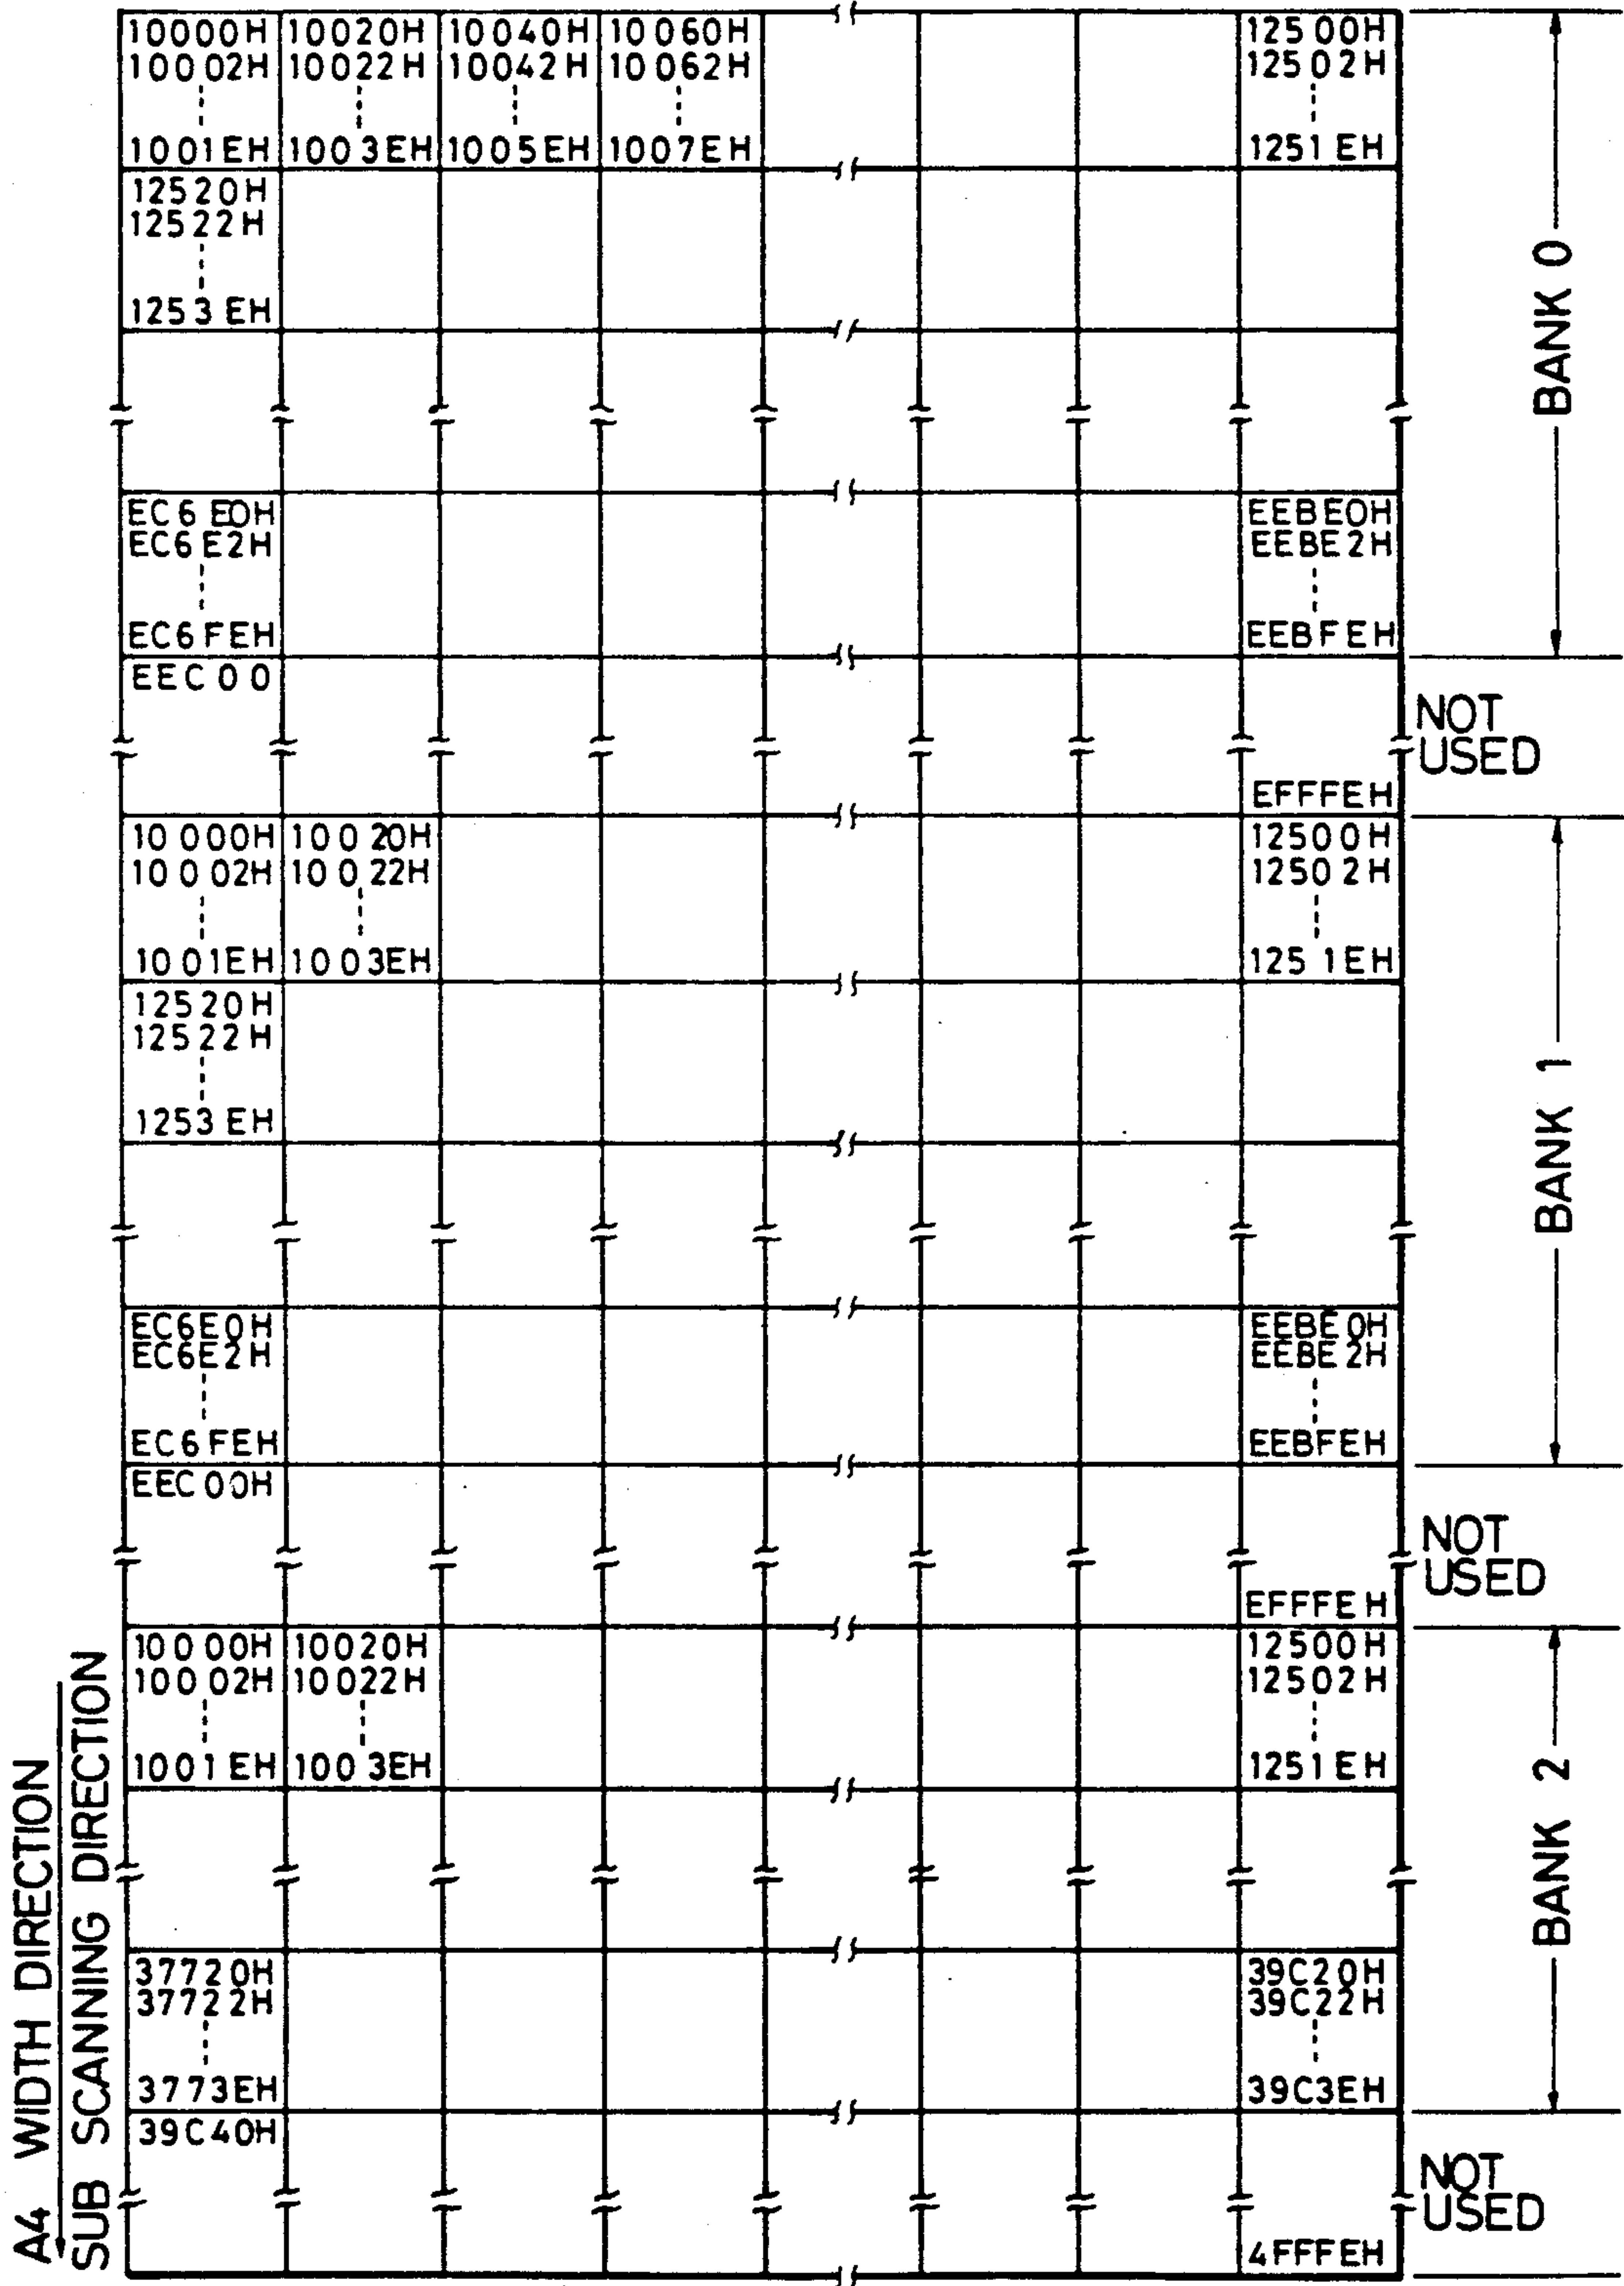 10000H 10020H 10040H 10060H 12500H
10002H 10022H 10042H 10062H 12502H
1001EH 1003EH 1005EH 1007EH 1251EH
12520H
12522H
1253EH
BANK 0
EC6E0H EEBE0H
EC6E2H EEBE2H
EC6FEH EEBFEH
EEC00
NOT
USED
EFFFEH
10000H 10020H 12500H
10002H 10022H 12502H
1001EH 1003EH 1251EH
12520H
12522H
1253EH
BANK 1
EC6E0H EEBE0H
EC6E2H EEBE2H
EC6FEH EEBFEH
EEC00H
NOT
USED
EFFFEH
10000H 10020H 12500H
10002H 10022H 12502H
1001EH 1003EH 1251EH
BANK 2
37720H 39C20H
37722H 39C22H
3773EH 39C3EH
39C40H
NOT
USED
4FFFEH
A4 WIDTH DIRECTION
SUB SCANNING DIRECTION